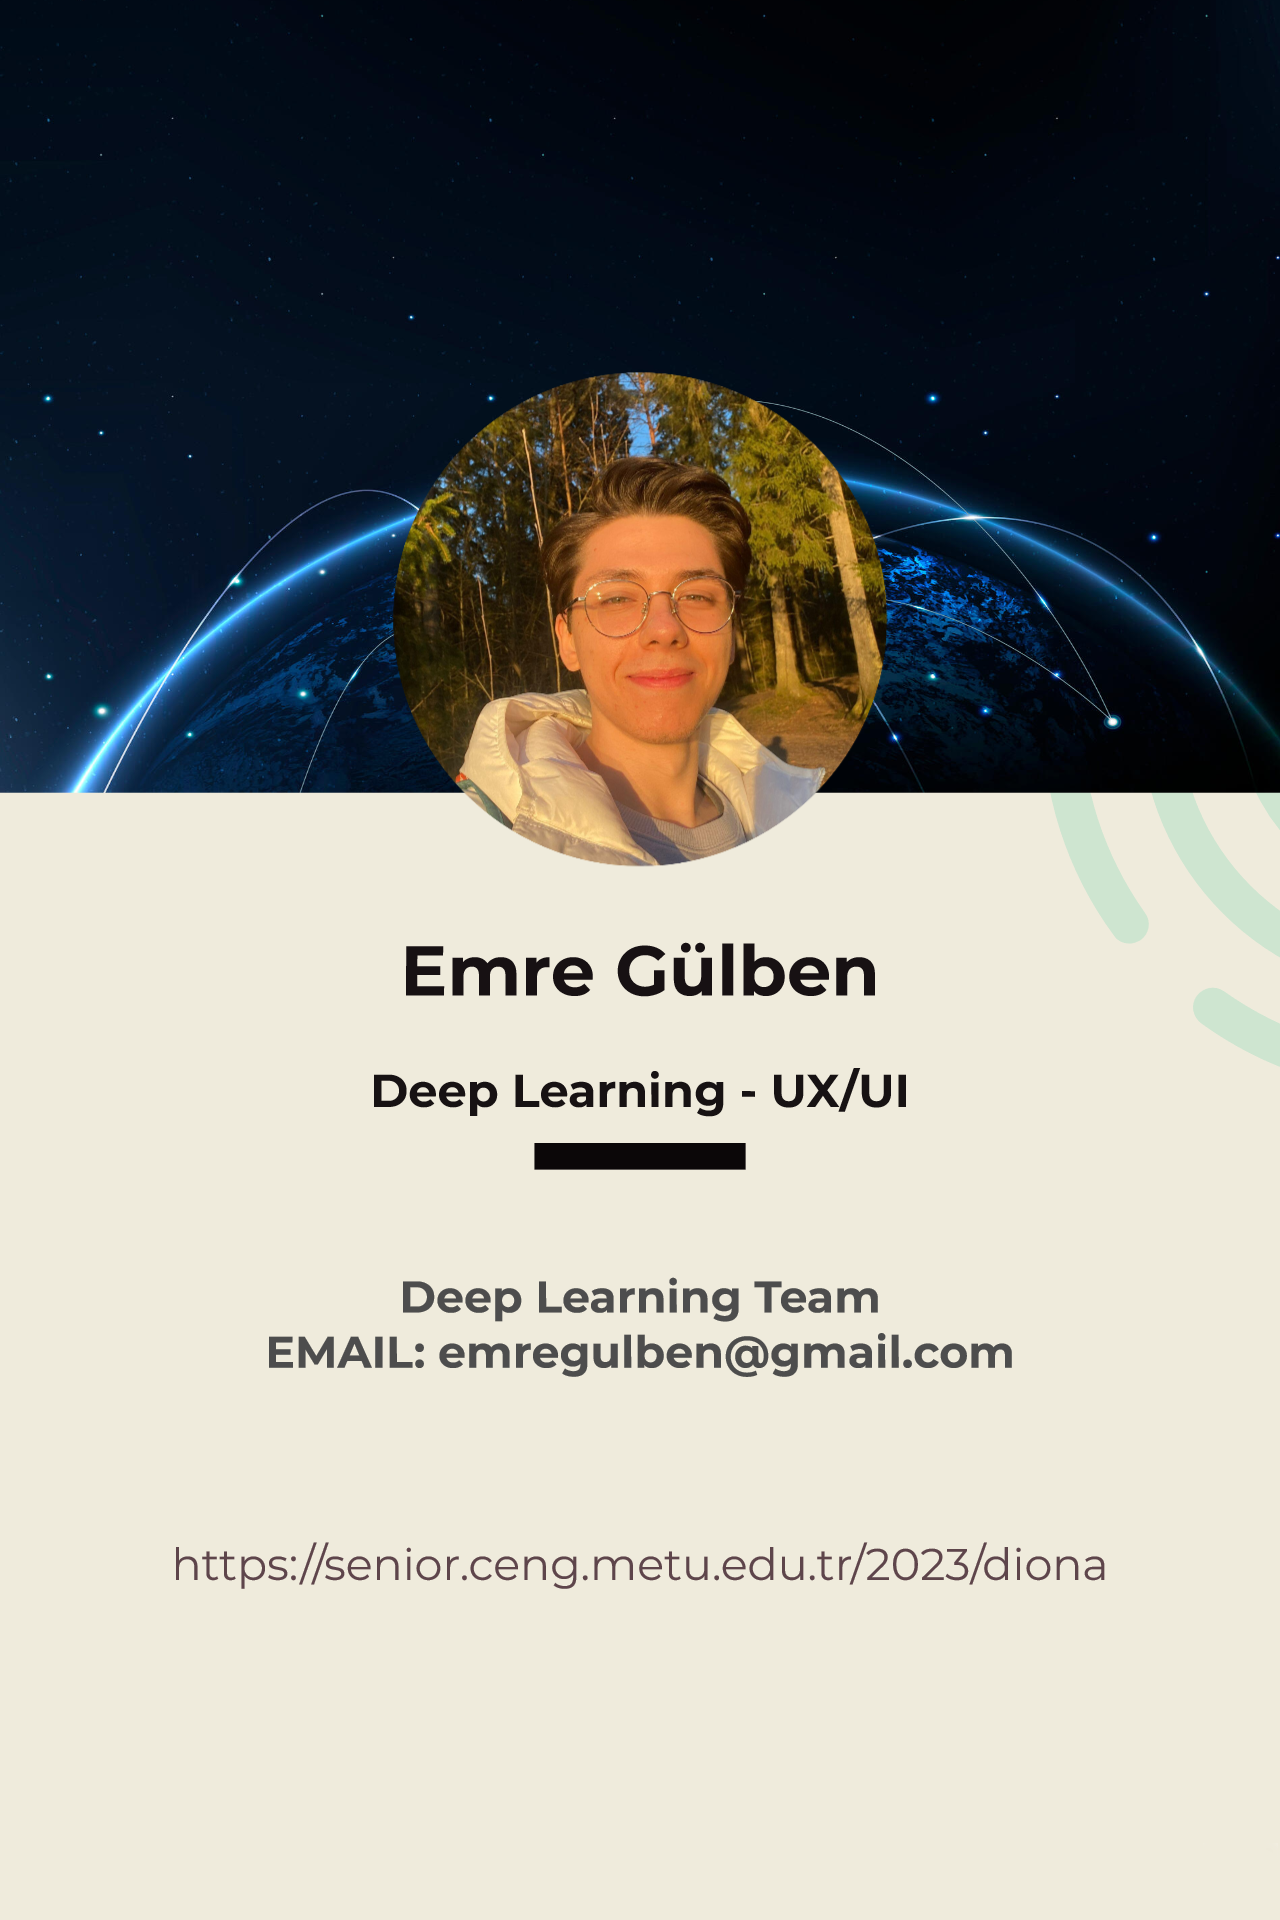 Emre Gülben
Deep Learning - UX/UI
Deep Learning Team
EMAIL: emregulben@gmail.com
https://senior.ceng.metu.edu.tr/2023/diona